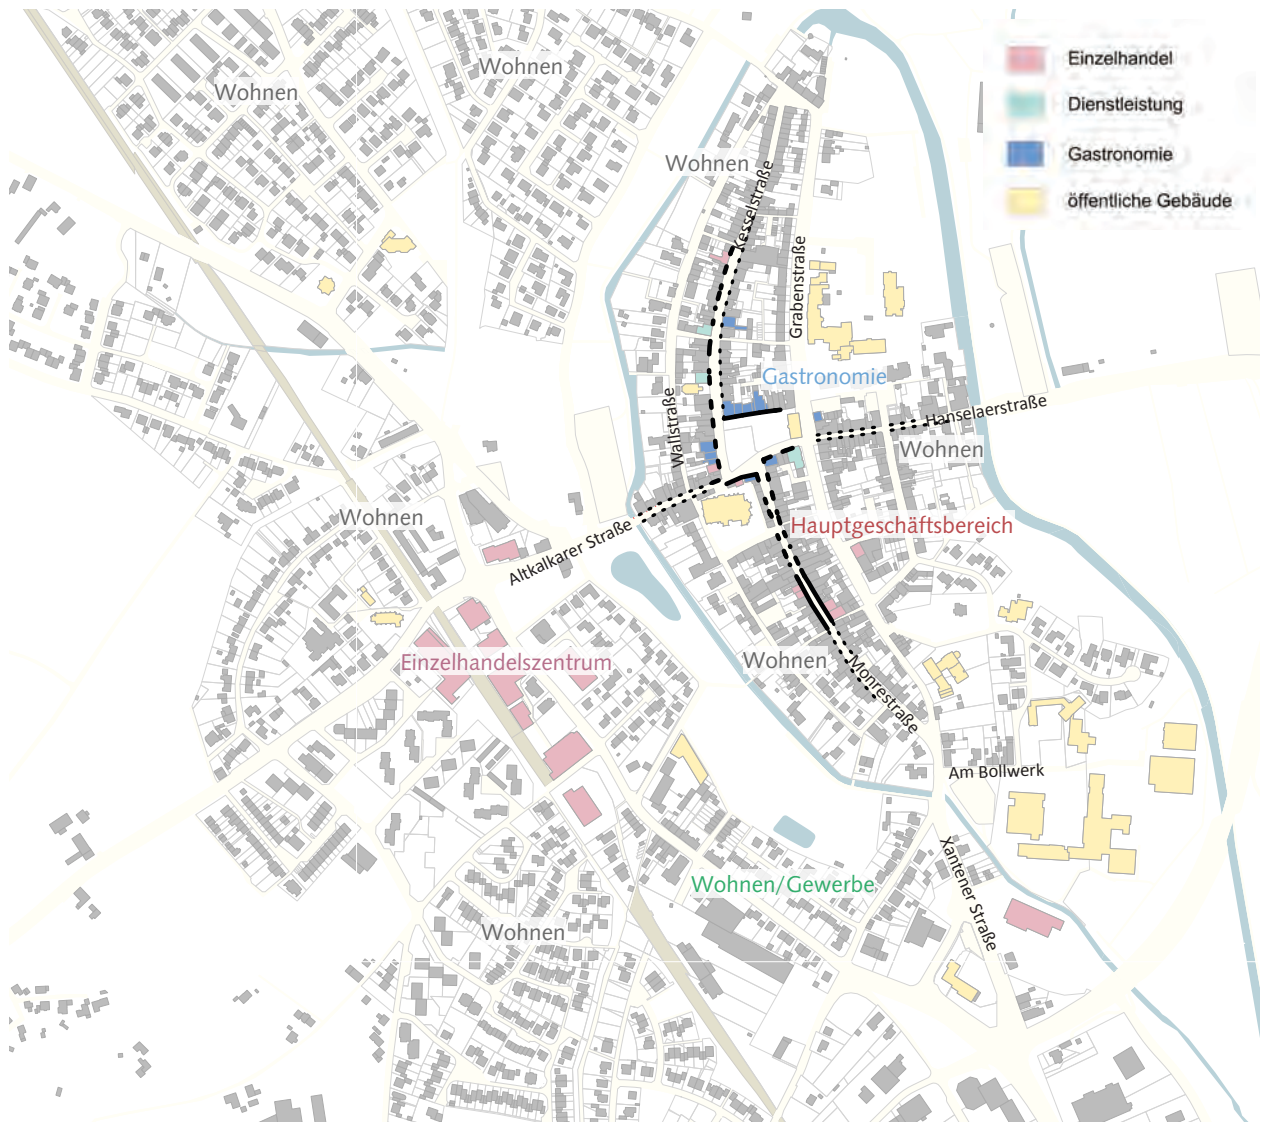 Einzelhandel
Dienstleistung
Gastronomie
öffentliche Gebäude
Wohnen
Wohnen
Wohnen
Kesselstraße
Grabenstraße
Gastronomie
Wallstraße
Hanselaerstraße
Wohnen
Wohnen
Hauptgeschäftsbereich
Altkalkarer Straße
Einzelhandelszentrum
Wohnen
Monrestraße
Am Bollwerk
Xantener Straße
Wohnen/Gewerbe
Wohnen